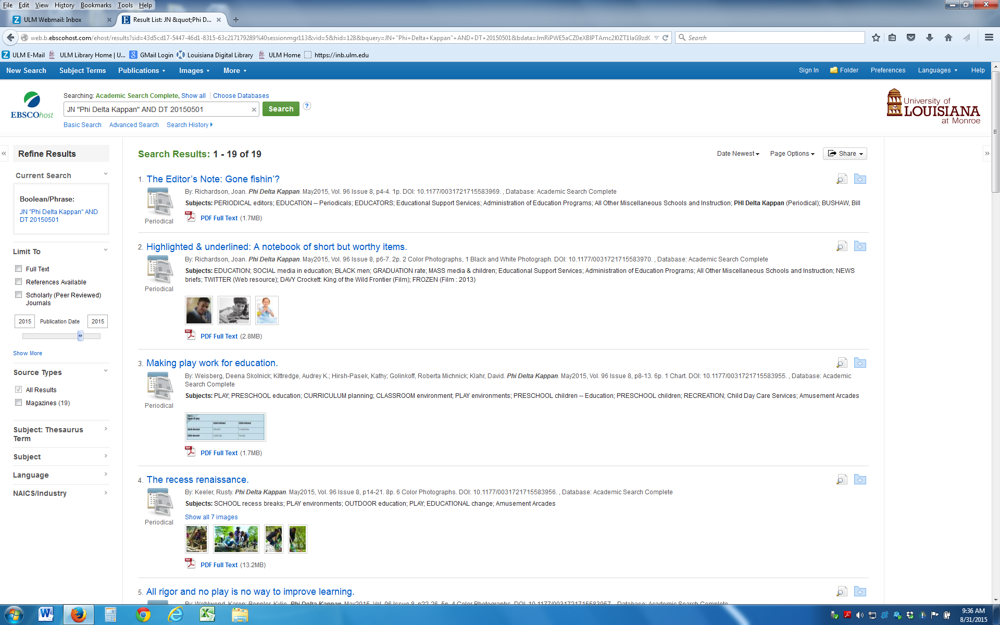 File Edit View History Bookmarks Tools Help
ULM Webmail: Inbox
Result List: JN &quot;Phi D...
web.b.ebscohost.com/ehost/results?sid=43d5cd17-5447-46d1-8315-63c217179289%40sessionmgr113&vid=5&hid=128&bquery=JN+"Phi+Delta+Kappan"+AND+DT+20150501&bdata=JmRiPWE5aCZ0eXBlPTAmc2l0ZT1laG9zdC
Search
ULM E-Mail ULM Library Home | U... GMail Login Louisiana Digital Library ULM Home https://inb.ulm.edu
New Search Subject Terms Publications Images More Sign In Folder Preferences Languages Help
Searching: Academic Search Complete, Show all Choose Databases
JN "Phi Delta Kappan" AND DT 20150501
Search
Basic Search Advanced Search Search History
EBSCOhost
University of
LOUISIANA
at Monroe
Refine Results
Current Search
Boolean/Phrase:
JN "Phi Delta Kappan" AND
DT 20150501
Limit To
Full Text
References Available
Scholarly (Peer Reviewed)
Journals
2015 Publication Date 2015
Show More
Source Types
All Results
Magazines (19)
Subject: Thesaurus
Term
Subject
Language
NAICS/Industry
Search Results: 1 - 19 of 19
Date Newest Page Options Share
1. The Editor's Note: Gone fishin'?
By: Richardson, Joan. Phi Delta Kappan. May2015, Vol. 96 Issue 8, p4-4. 1p. DOI: 10.1177/0031721715583969. , Database: Academic Search Complete
Subjects: PERIODICAL editors; EDUCATION -- Periodicals; EDUCATORS; Educational Support Services; Administration of Education Programs; All Other Miscellaneous Schools and Instruction; PHI Delta Kappan (Periodical); BUSHAW, Bill
Periodical
PDF Full Text (1.7MB)
2. Highlighted & underlined: A notebook of short but worthy items.
By: Richardson, Joan. Phi Delta Kappan. May2015, Vol. 96 Issue 8, p6-7. 2p. 2 Color Photographs, 1 Black and White Photograph. DOI: 10.1177/0031721715583970. , Database: Academic Search Complete
Subjects: EDUCATION; SOCIAL media in education; BLACK men; GRADUATION rate; MASS media & children; Educational Support Services; Administration of Education Programs; All Other Miscellaneous Schools and Instruction; NEWS
briefs; TWITTER (Web resource); DAVY Crockett: King of the Wild Frontier (Film); FROZEN (Film : 2013)
Periodical
PDF Full Text (2.8MB)
3. Making play work for education.
By: Weisberg, Deena Skolnick; Kittredge, Audrey K.; Hirsh-Pasek, Kathy; Golinkoff, Roberta Michnick; Klahr, David. Phi Delta Kappan. May2015, Vol. 96 Issue 8, p8-13. 6p. 1 Chart. DOI: 10.1177/0031721715583955. , Database: Academic
Search Complete
Subjects: PLAY; PRESCHOOL education; CURRICULUM planning; CLASSROOM environment; PLAY environments; PRESCHOOL children -- Education; PRESCHOOL children; RECREATION; Child Day Care Services; Amusement Arcades
Periodical
Types of play
Adult-initiated Child-initiated
Adult-directed
Child-directed
PDF Full Text (1.7MB)
4. The recess renaissance.
By: Keeler, Rusty. Phi Delta Kappan. May2015, Vol. 96 Issue 8, p14-21. 8p. 6 Color Photographs. DOI: 10.1177/0031721715583956. , Database: Academic Search Complete
Subjects: SCHOOL recess breaks; PLAY environments; OUTDOOR education; PLAY; EDUCATIONAL change; Amusement Arcades
Periodical
Show all 7 images
PDF Full Text (13.2MB)
5. All rigor and no play is no way to improve learning.
By: Wohlwend, Karen; Peppler, Kylie. Phi Delta Kappan. May2015, Vol. 96 Issue 8, p22-26. 5p. 4 Color Photographs. DOI: 10.1177/0031721715583957. , Database: Academic Search Complete
9:36 AM
8/31/2015